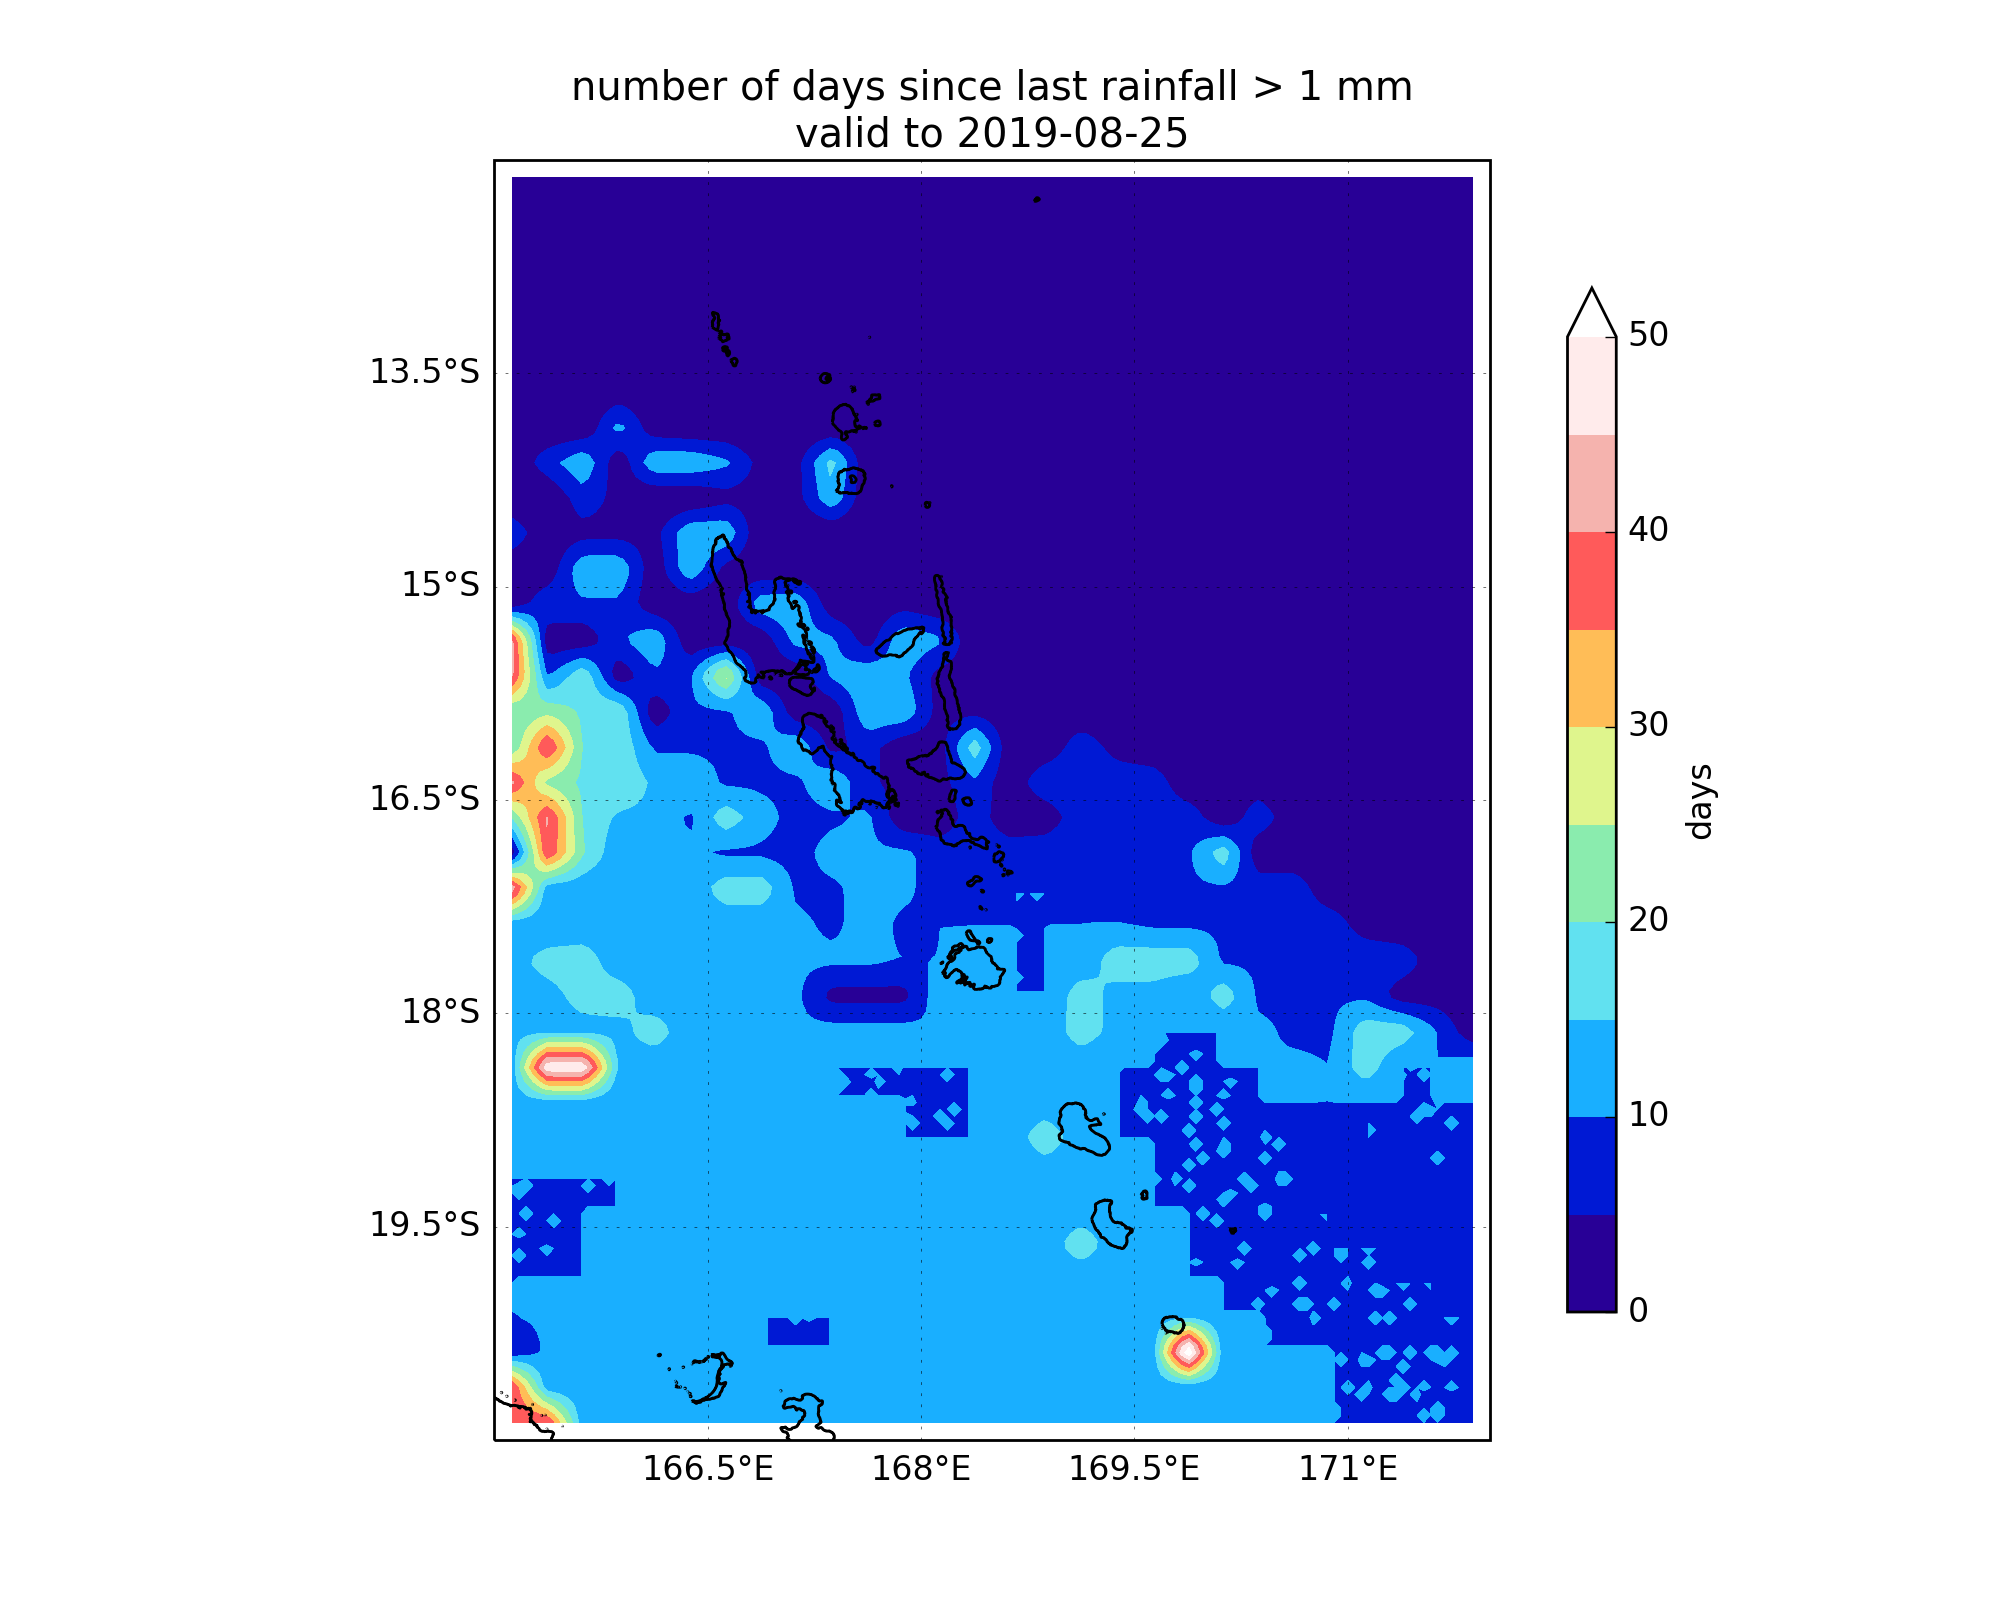 number of days since last rainfall > 1 mm
valid to 2019-08-25
13.5°S
15°S
16.5°S
18°S
19.5°S
166.5°E
168°E
169.5°E
171°E
50
40
30
20
10
0
days